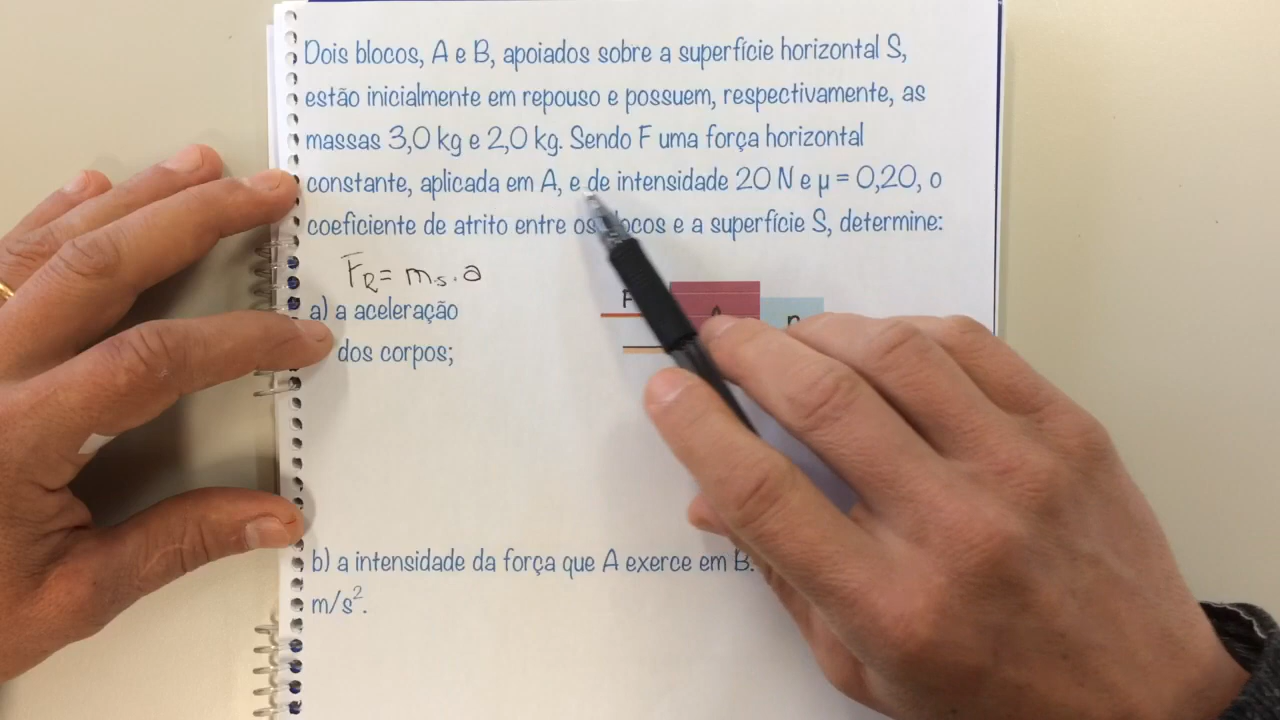 Dois blocos, A e B, apoiados sobre a superfície horizontal S,
estão inicialmente em repouso e possuem, respectivamente, as
massas 3,0 kg e 2,0 kg. Sendo F uma força horizontal
constante, aplicada em A, e de intensidade 20 N e μ = 0,20, o
coeficiente de atrito entre os blocos e a superfície S, determine:
F_R = m_s . a
F
a) a aceleração
dos corpos;
b) a intensidade da força que A exerce em B.
m/s².